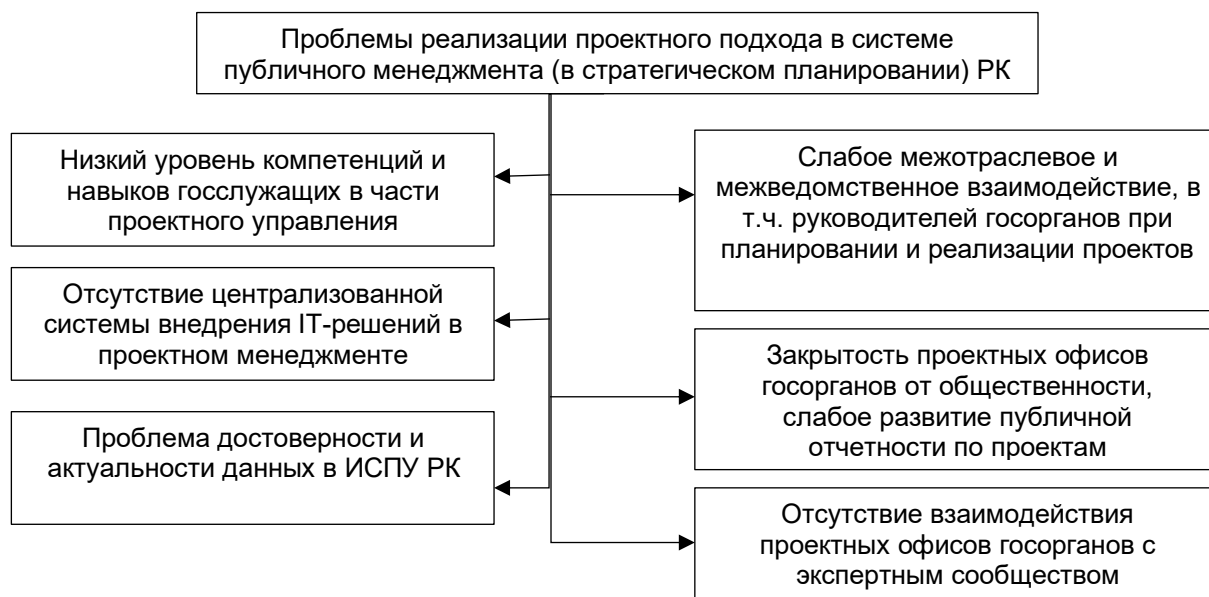 Проблемы реализации проектного подхода в системе
публичного менеджмента (в стратегическом планировании) РК
Низкий уровень компетенций и
навыков госслужащих в части
проектного управления
Отсутствие централизованной
системы внедрения IT-решений в
проектном менеджменте
Проблема достоверности и
актуальности данных в ИСПУ РК
Слабое межотраслевое и
межведомственное взаимодействие, в
т.ч. руководителей госорганов при
планировании и реализации проектов
Закрытость проектных офисов
госорганов от общественности,
слабое развитие публичной
отчетности по проектам
Отсутствие взаимодействия
проектных офисов госорганов с
экспертным сообществом